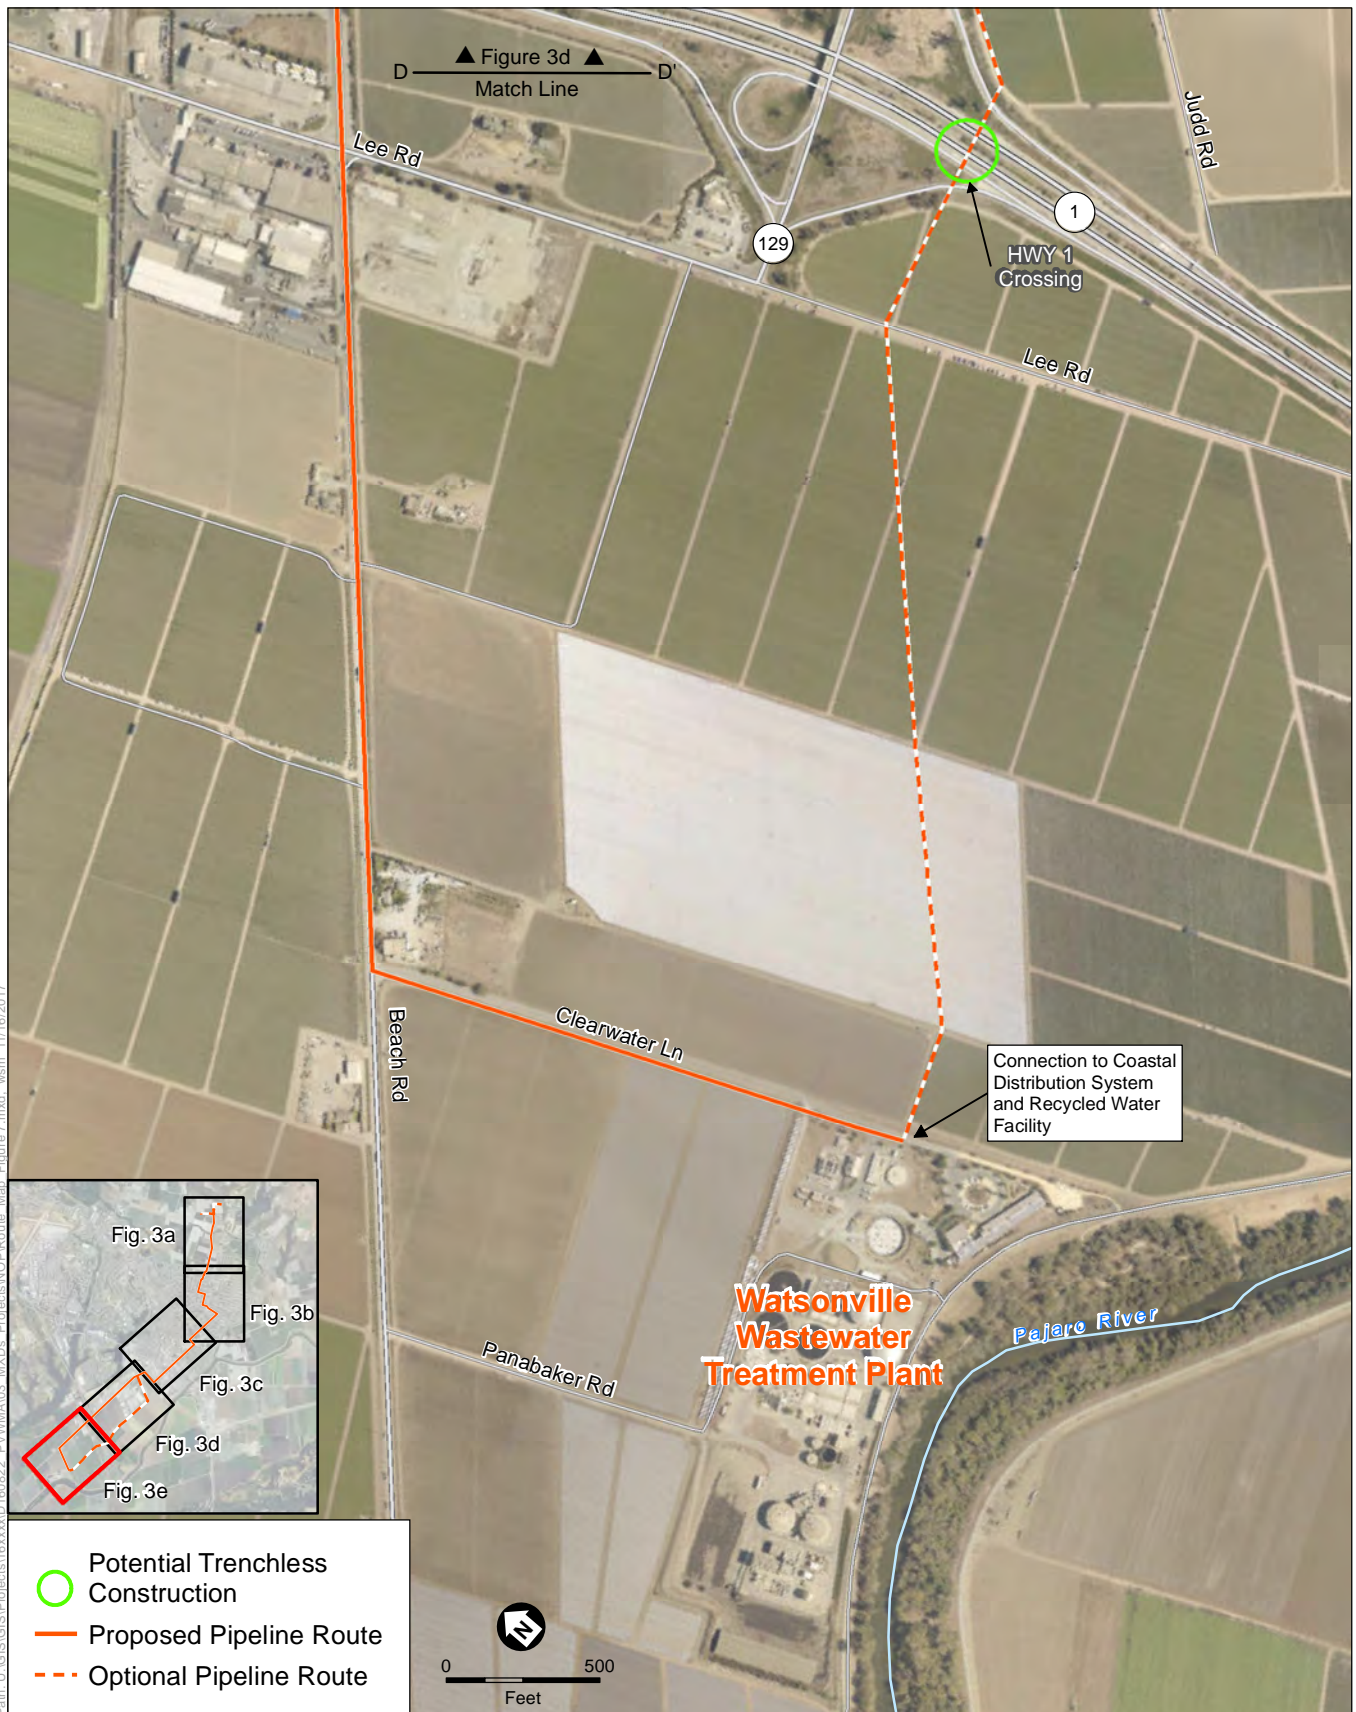 Figure 3d
D D'
Match Line
Lee Rd
Judd Rd
1
129
HWY 1
Crossing
Lee Rd
Beach Rd
Clearwater Ln
Connection to Coastal
Distribution System
and Recycled Water
Facility
Fig. 3a
Fig. 3b
Fig. 3c
Fig. 3d
Fig. 3e
Watsonville
Wastewater
Treatment Plant
Pajaro River
Panabaker Rd
Potential Trenchless
Construction
Proposed Pipeline Route
Optional Pipeline Route
N
0 500
Feet